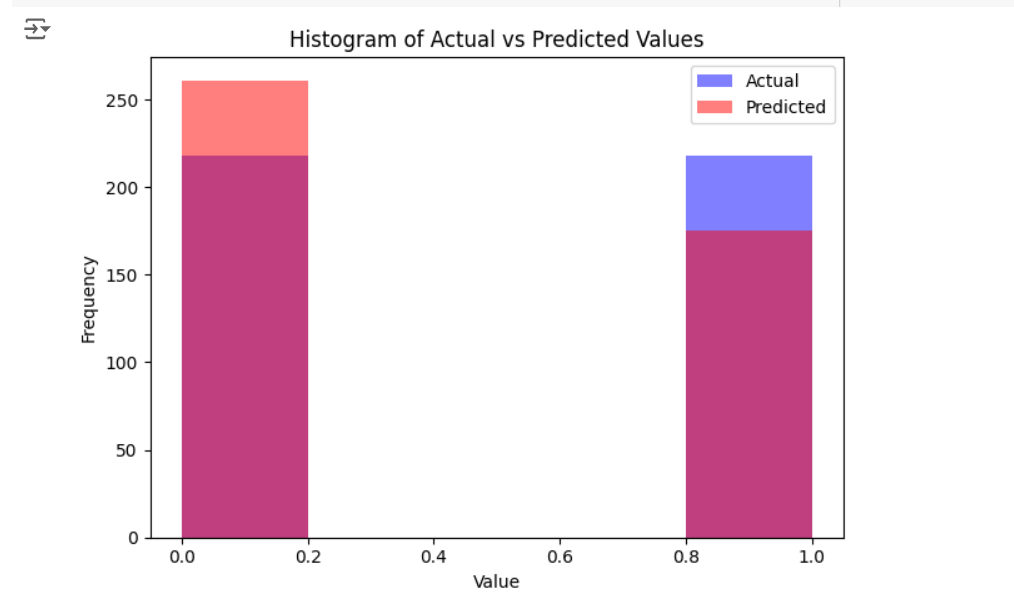 Histogram of Actual vs Predicted Values
Actual
Predicted
250
200
150
100
50
0
Frequency
0.0 0.2 0.4 0.6 0.8 1.0
Value